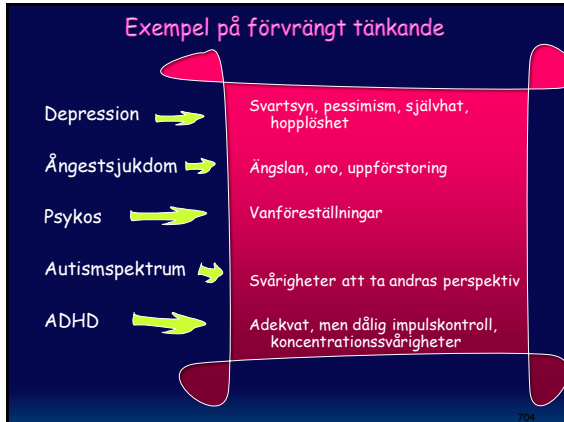 Exempel på förvrängt tänkande
Depression
Svartsyn, pessimism, självhat,
hopplöshet
Ångestsjukdom
Ängslan, oro, uppförstoring
Psykos
Vanföreställningar
Autismspektrum
Svårigheter att ta andras perspektiv
ADHD
Adekvat, men dålig impulskontroll,
koncentrationssvårigheter
704